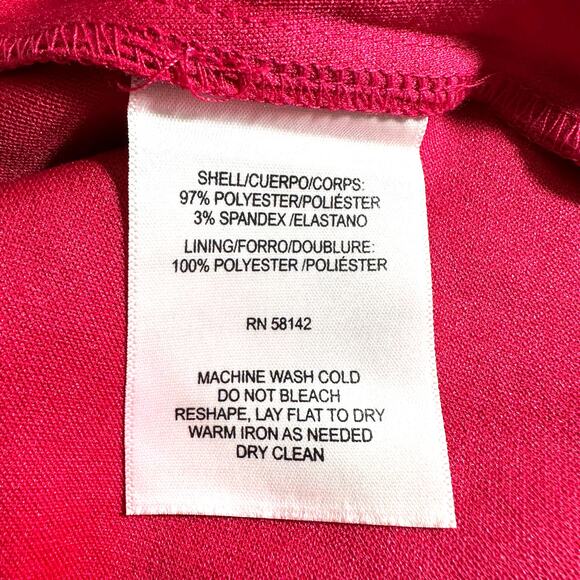 SHELL/CUERPO/CORPS:
97% POLYESTER/POLIÉSTER
3% SPANDEX /ELASTANO
LINING/FORRO/DOUBLURE:
100% POLYESTER /POLIÉSTER
RN 58142
MACHINE WASH COLD
DO NOT BLEACH
RESHAPE, LAY FLAT TO DRY
WARM IRON AS NEEDED
DRY CLEAN